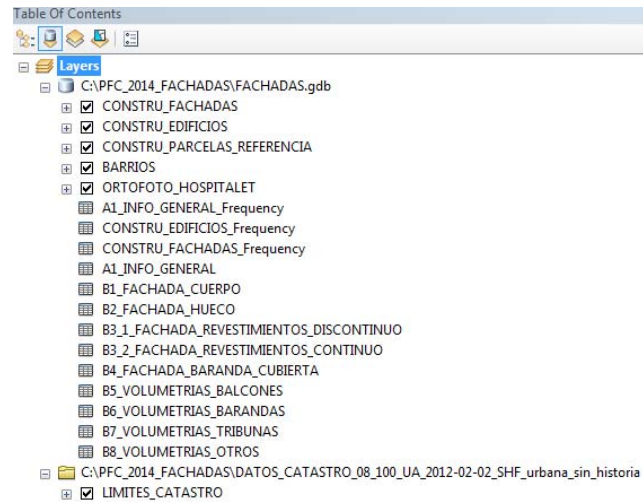 Table Of Contents
Layers
C:\PFC_2014_FACHADAS\FACHADAS.gdb
CONSTRU_FACHADAS
CONSTRU_EDIFICIOS
CONSTRU_PARCELAS_REFERENCIA
BARRIOS
ORTOFOTO_HOSPITALET
A1_INFO_GENERAL_Frequency
CONSTRU_EDIFICIOS_Frequency
CONSTRU_FACHADAS_Frequency
A1_INFO_GENERAL
B1_FACHADA_CUERPO
B2_FACHADA_HUECO
B3_1_FACHADA_REVESTIMIENTOS_DISCONTINUO
B3_2_FACHADA_REVESTIMIENTOS_CONTINUO
B4_FACHADA_BARANDA_CUBIERTA
B5_VOLUMETRIAS_BALCONES
B6_VOLUMETRIAS_BARANDAS
B7_VOLUMETRIAS_TRIBUNAS
B8_VOLUMETRIAS_OTROS
C:\PFC_2014_FACHADAS\DATOS_CATASTRO_08_100_UA_2012-02-02_SHF_urbana_sin_historia
LIMITES_CATASTRO